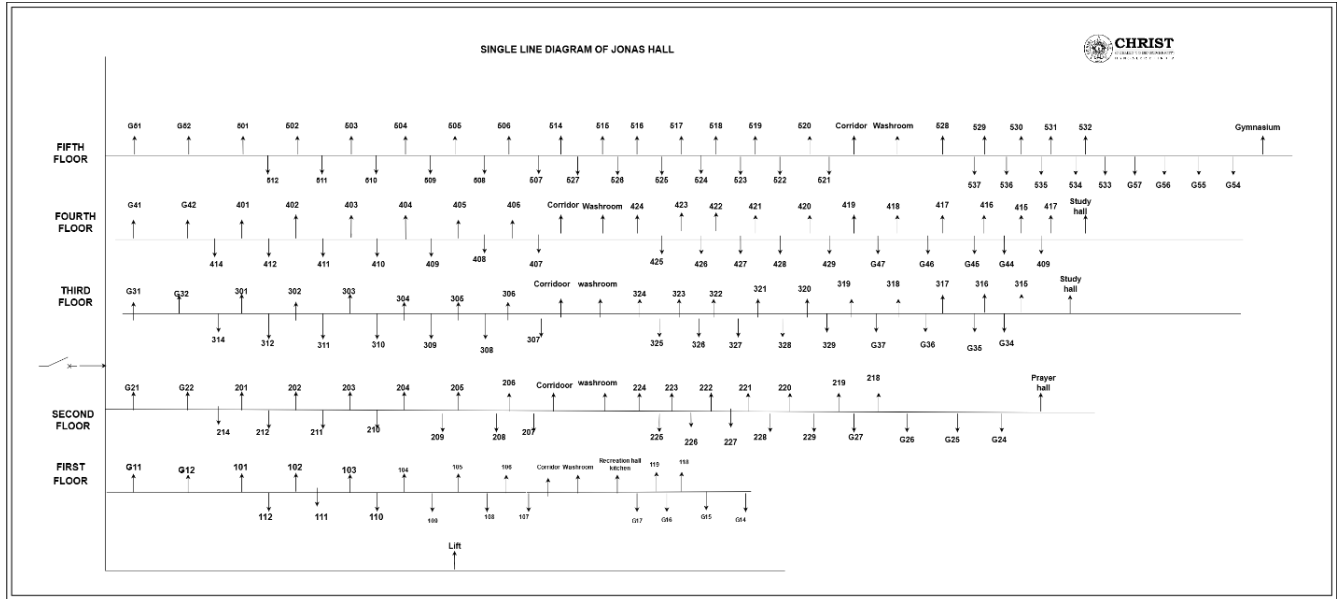 SINGLE LINE DIAGRAM OF JONAS HALL
CHRIST
G51 G52 501 502 503 504 505 506 514 515 516 517 518 519 520 Corridor Washroom 528 529 530 531 532 Gymnasium
FIFTH
FLOOR
512 511 510 509 508 507 527 526 525 524 523 522 521 537 536 535 534 533 G57 G56 G55 G54
G41 G42 401 402 403 404 405 406 Corridor Washroom 424 423 422 421 420 419 418 417 416 415 417 Study
hall
FOURTH
FLOOR
414 412 411 410 409 408 407 425 426 427 428 429 G47 G46 G45 G44 409
G31 G32 301 302 303 304 305 306 Corridoor washroom 324 323 322 321 320 319 318 317 316 315 Study
hall
THIRD
FLOOR
314 312 311 310 309 308 307 325 326 327 328 329 G37 G36 G35 G34
G21 G22 201 202 203 204 205 206 Corridoor washroom 224 223 222 221 220 219 218 Prayer
hall
SECOND
FLOOR
214 212 211 210 209 208 207 225 226 227 228 229 G27 G26 G25 G24
G11 G12 101 102 103 104 105 106 Corridor Washroom Recreation hall
kitchen 119 118
FIRST
FLOOR
112 111 110 109 108 107 G17 G16 G15 G14
Lift